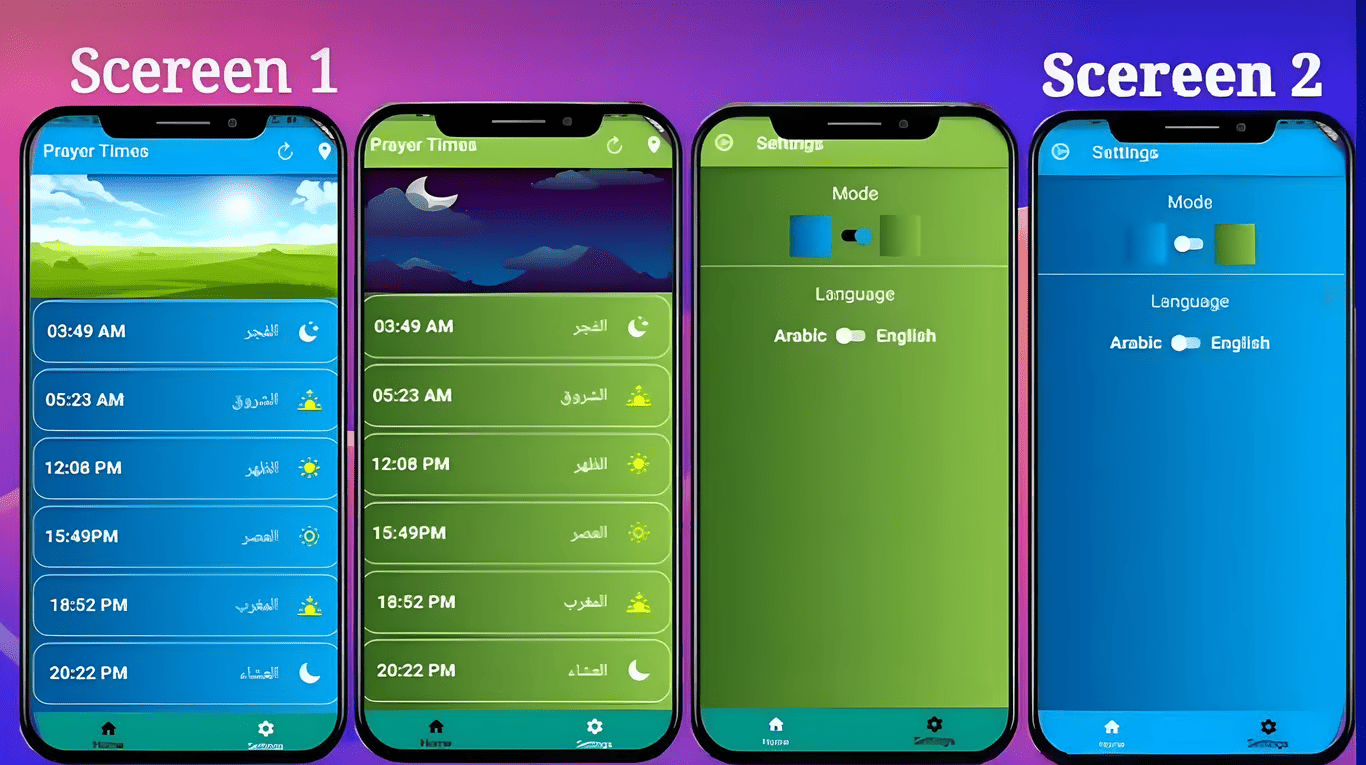 Scereen 1
Scereen 2
Prayer Times
03:49 AM الفجر
05:23 AM الشروق
12:08 PM الظهر
15:49PM العصر
18:52 PM المغرب
20:22 PM العشاء
Home Settings
Prayer Times
03:49 AM الفجر
05:23 AM الشروق
12:08 PM الظهر
15:49PM العصر
18:52 PM المغرب
20:22 PM العشاء
Home Settings
Settings
Mode
Language
Arabic English
Home Settings
Settings
Mode
Language
Arabic English
Home Settings